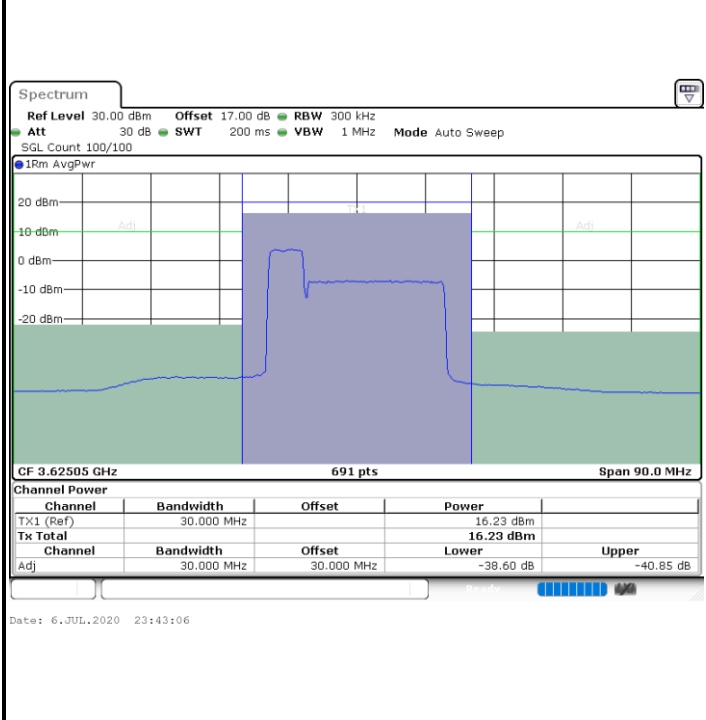 Spectrum
Ref Level 30.00 dBm Offset 17.00 dB RBW 300 kHz
Att 30 dB SWT 200 ms VBW 1 MHz Mode Auto Sweep
SGL Count 100/100
1Rm AvgPwr
20 dBm
TX1
Adj Adj
10 dBm
0 dBm
-10 dBm
-20 dBm
CF 3.62505 GHz 691 pts Span 90.0 MHz
Channel Power
Channel Bandwidth Offset Power
TX1 (Ref) 30.000 MHz 16.23 dBm
Tx Total 16.23 dBm
Channel Bandwidth Offset Lower Upper
Adj 30.000 MHz 30.000 MHz -38.60 dB -40.85 dB
Ready
Date: 6.JUL.2020 23:43:06